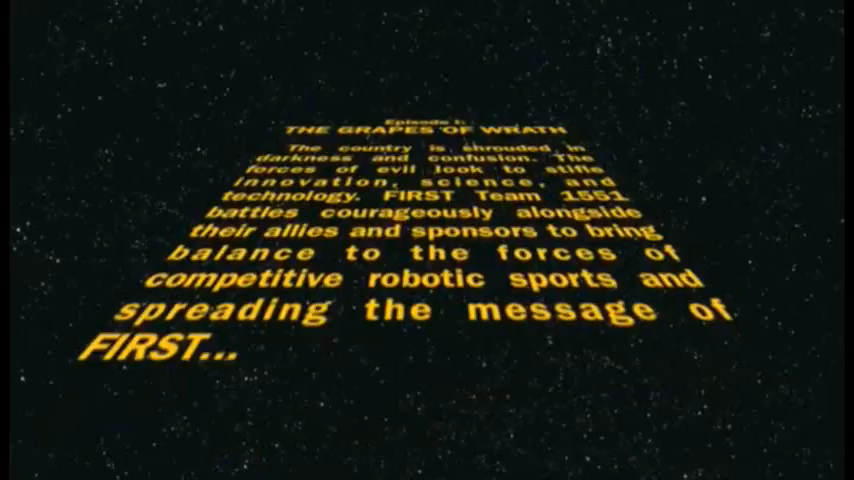 Episode I:
THE GRAPES OF WRATH
The country is shrouded in
darkness and confusion. The
forces of evil look to stifle
innovation, science, and
technology. FIRST Team 1551
battles courageously alongside
their allies and sponsors to bring
balance to the forces of
competitive robotic sports and
spreading the message of
FIRST...